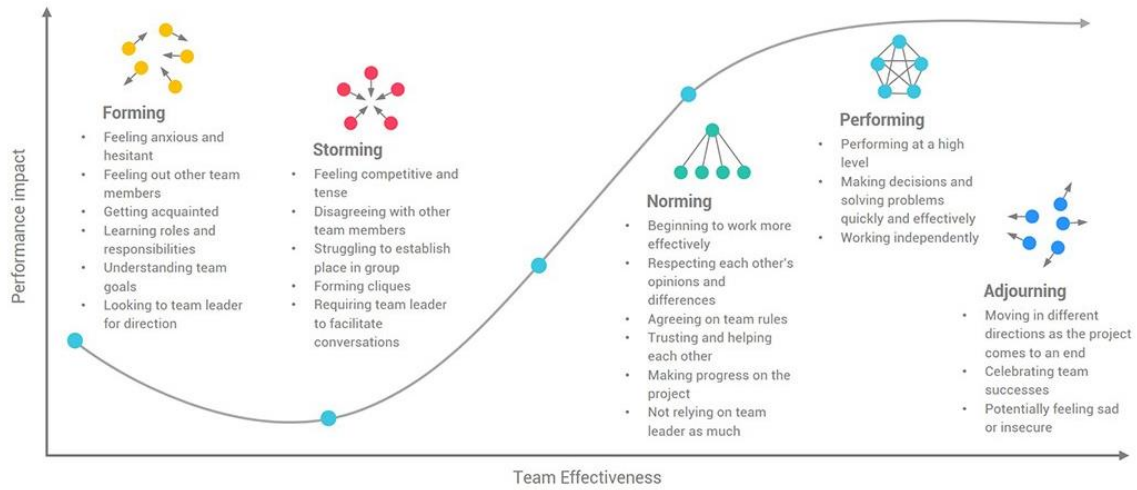 Performance impact
Forming
• Feeling anxious and
hesitant
• Feeling out other team
members
• Getting acquainted
• Learning roles and
responsibilities
• Understanding team
goals
• Looking to team leader
for direction
Storming
• Feeling competitive and
tense
• Disagreeing with other
team members
• Struggling to establish
place in group
• Forming cliques
• Requiring team leader
to facilitate
conversations
Norming
• Beginning to work more
effectively
• Respecting each other's
opinions and
differences
• Agreeing on team rules
• Trusting and helping
each other
• Making progress on the
project
• Not relying on team
leader as much
Performing
• Performing at a high
level
• Making decisions and
solving problems
quickly and effectively
• Working independently
Adjourning
• Moving in different
directions as the project
comes to an end
• Celebrating team
successes
• Potentially feeling sad
or insecure
Team Effectiveness